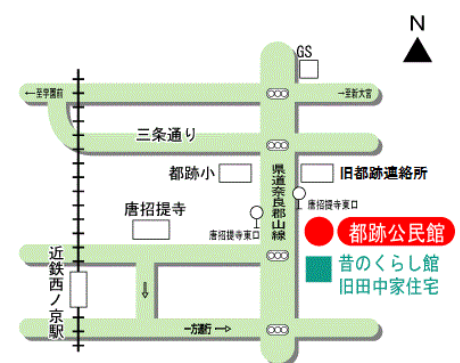 N
GS
←至学園前
→至新大宮
三条通り
都跡小
旧都跡連絡所
県道奈良郡山線
唐招提寺
唐招提寺東口
唐招提寺東口
都跡公民館
昔のくらし館
旧田中家住宅
近鉄西ノ京駅
⇩
一方通行→